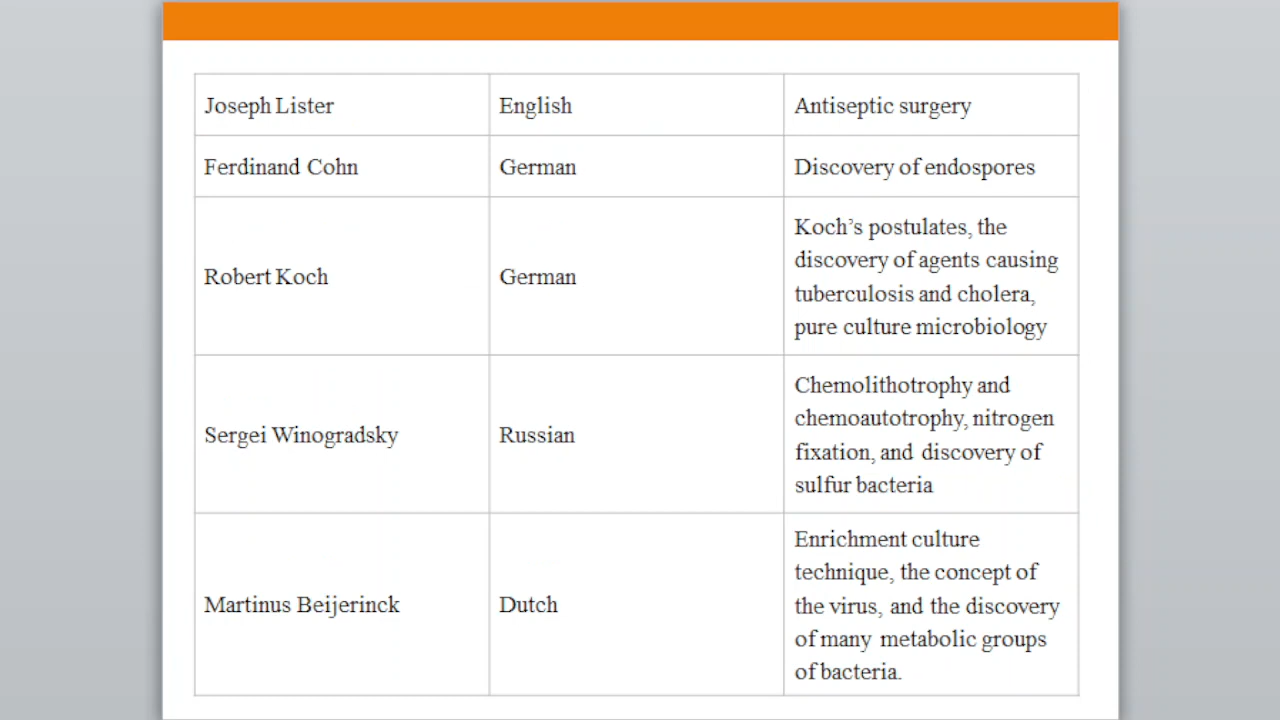 Joseph Lister English Antiseptic surgery
Ferdinand Cohn German Discovery of endospores
Robert Koch German Koch’s postulates, the
discovery of agents causing
tuberculosis and cholera,
pure culture microbiology
Sergei Winogradsky Russian Chemolithotrophy and
chemoautotrophy, nitrogen
fixation, and discovery of
sulfur bacteria
Martinus Beijerinck Dutch Enrichment culture
technique, the concept of
the virus, and the discovery
of many metabolic groups
of bacteria.